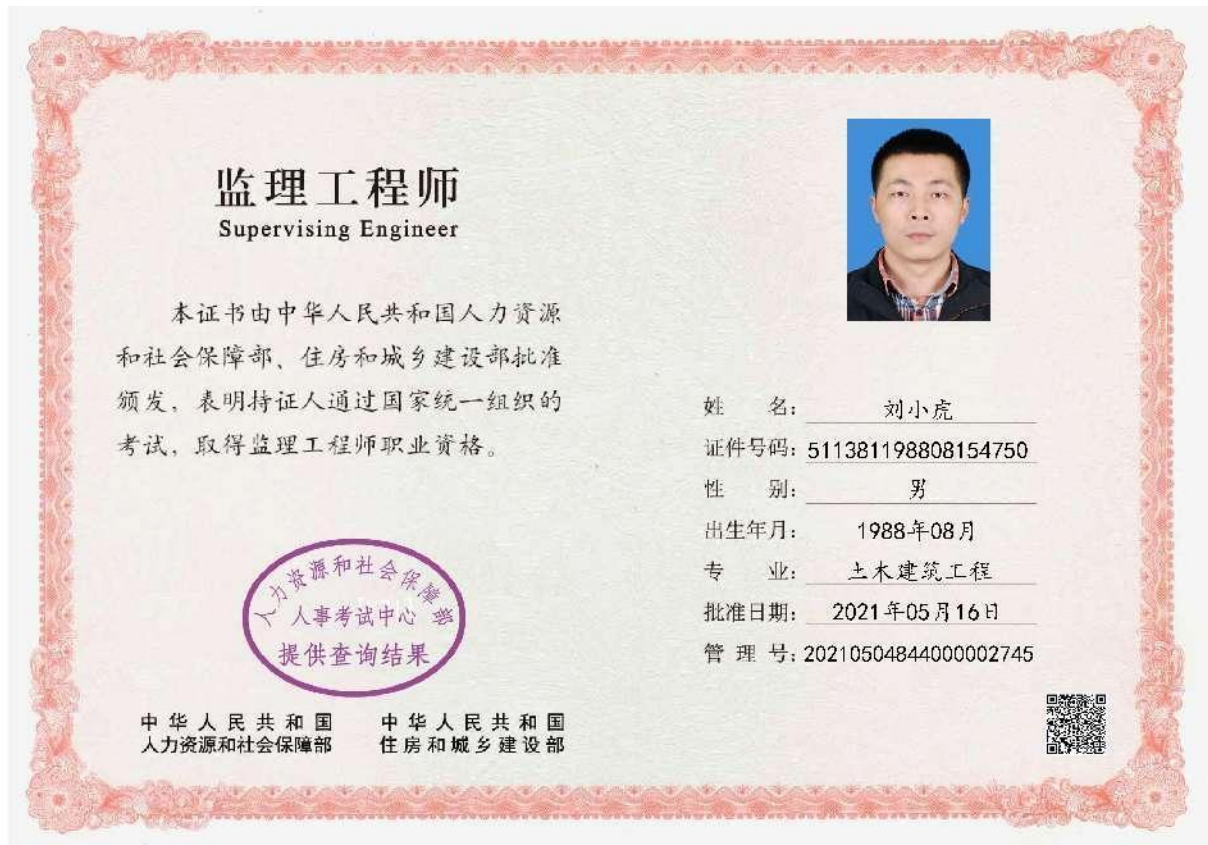 监理工程师
Supervising Engineer
本证书由中华人民共和国人力资源
和社会保障部、住房和城乡建设部批准
颁发，表明持证人通过国家统一组织的
考试，取得监理工程师职业资格。
人力资源和社会保障部
人事考试中心
提供查询结果
中华人民共和国 中华人民共和国
人力资源和社会保障部 住房和城乡建设部
姓 名： 刘小虎
证件号码： 511381198808154750
性 别： 男
出生年月： 1988年08月
专 业： 土木建筑工程
批准日期： 2021年05月16日
管 理 号： 20210504844000002745